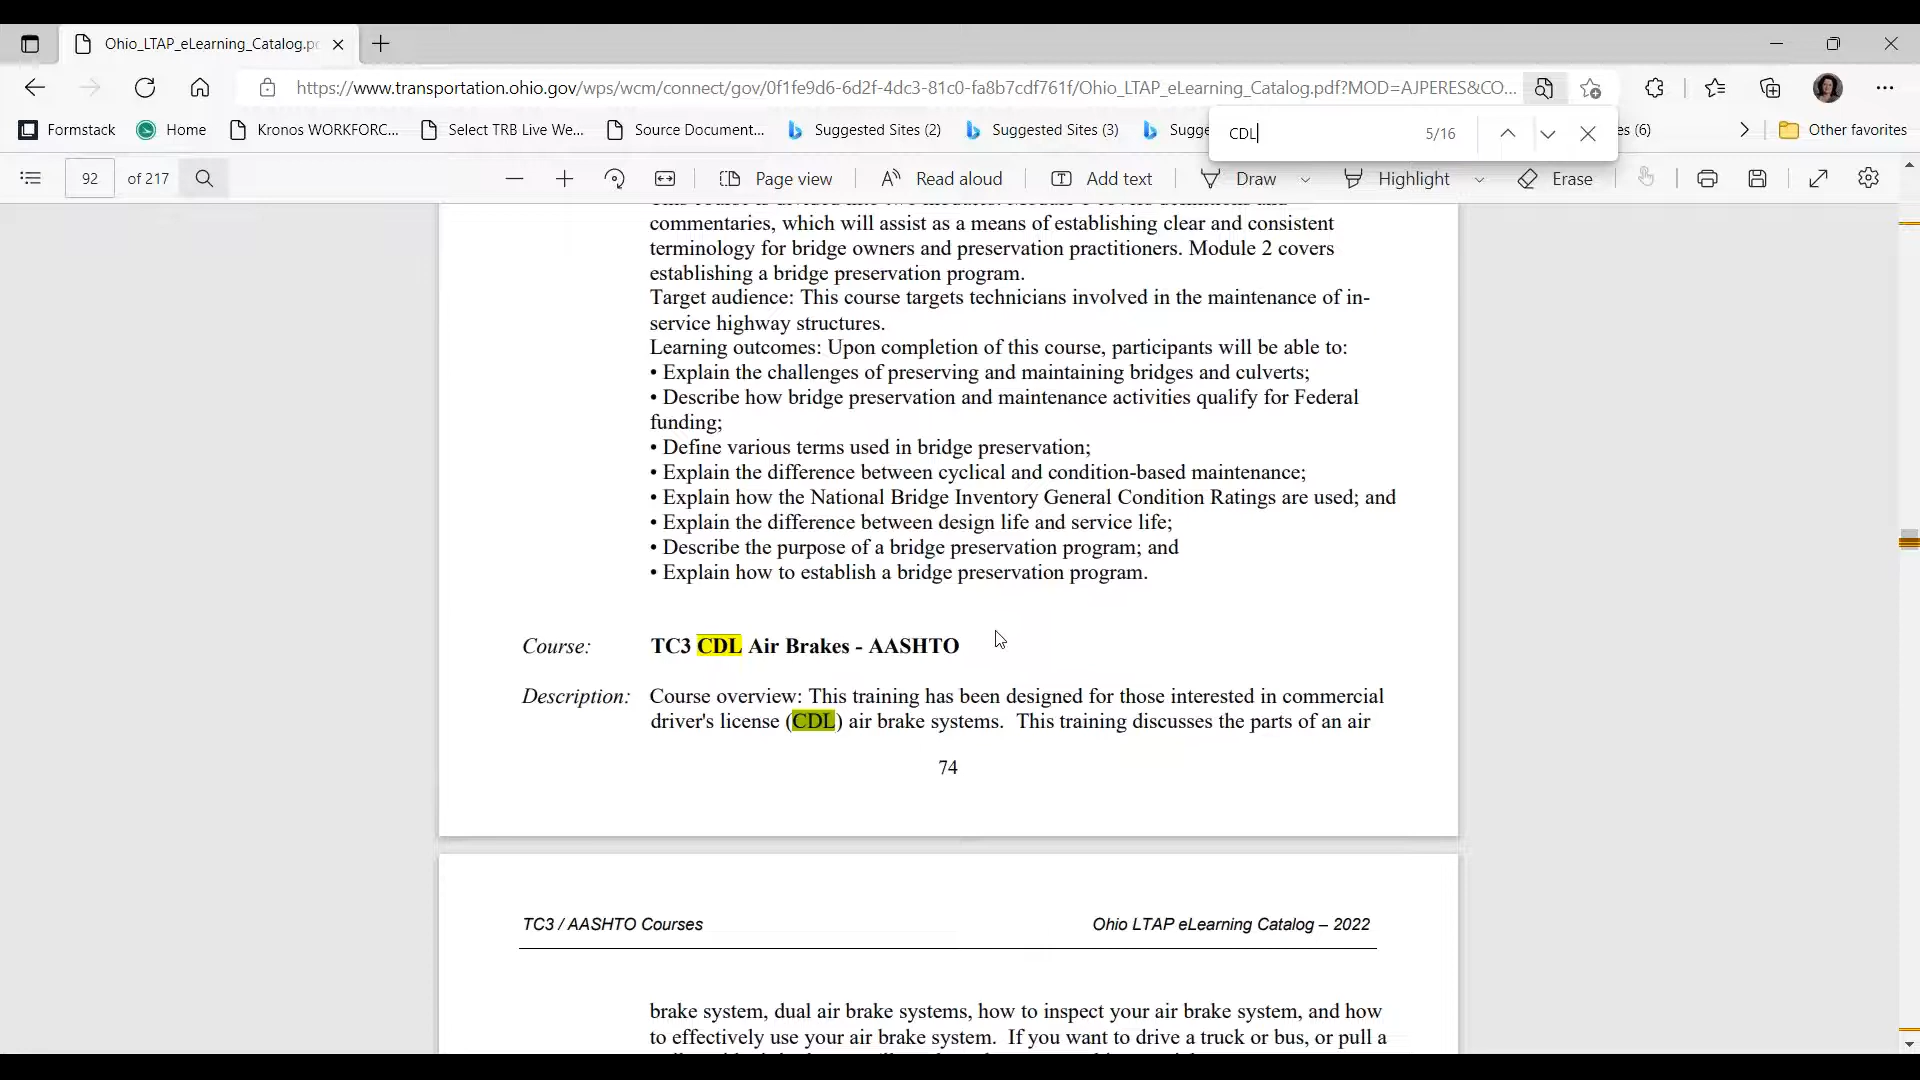 Ohio_LTAP_eLearning_Catalog.p
https://www.transportation.ohio.gov/wps/wcm/connect/gov/0f1fe9d6-6d2f-4dc3-81c0-fa8b7cdf761f/Ohio_LTAP_eLearning_Catalog.pdf?MOD=AJPERES&CO...
Formstack Home Kronos WORKFORC... Select TRB Live We... Source Document... Suggested Sites (2) Suggested Sites (3) Sugge es (6) Other favorites
CDL 5/16
92 of 217 Page view Read aloud Add text Draw Highlight Erase
commentaries, which will assist as a means of establishing clear and consistent
terminology for bridge owners and preservation practitioners. Module 2 covers
establishing a bridge preservation program.
Target audience: This course targets technicians involved in the maintenance of in-
service highway structures.
Learning outcomes: Upon completion of this course, participants will be able to:
• Explain the challenges of preserving and maintaining bridges and culverts;
• Describe how bridge preservation and maintenance activities qualify for Federal
funding;
• Define various terms used in bridge preservation;
• Explain the difference between cyclical and condition-based maintenance;
• Explain how the National Bridge Inventory General Condition Ratings are used; and
• Explain the difference between design life and service life;
• Describe the purpose of a bridge preservation program; and
• Explain how to establish a bridge preservation program.
Course: TC3 CDL Air Brakes - AASHTO
Description: Course overview: This training has been designed for those interested in commercial
driver's license (CDL) air brake systems. This training discusses the parts of an air
74
TC3 / AASHTO Courses Ohio LTAP eLearning Catalog – 2022
brake system, dual air brake systems, how to inspect your air brake system, and how
to effectively use your air brake system. If you want to drive a truck or bus, or pull a